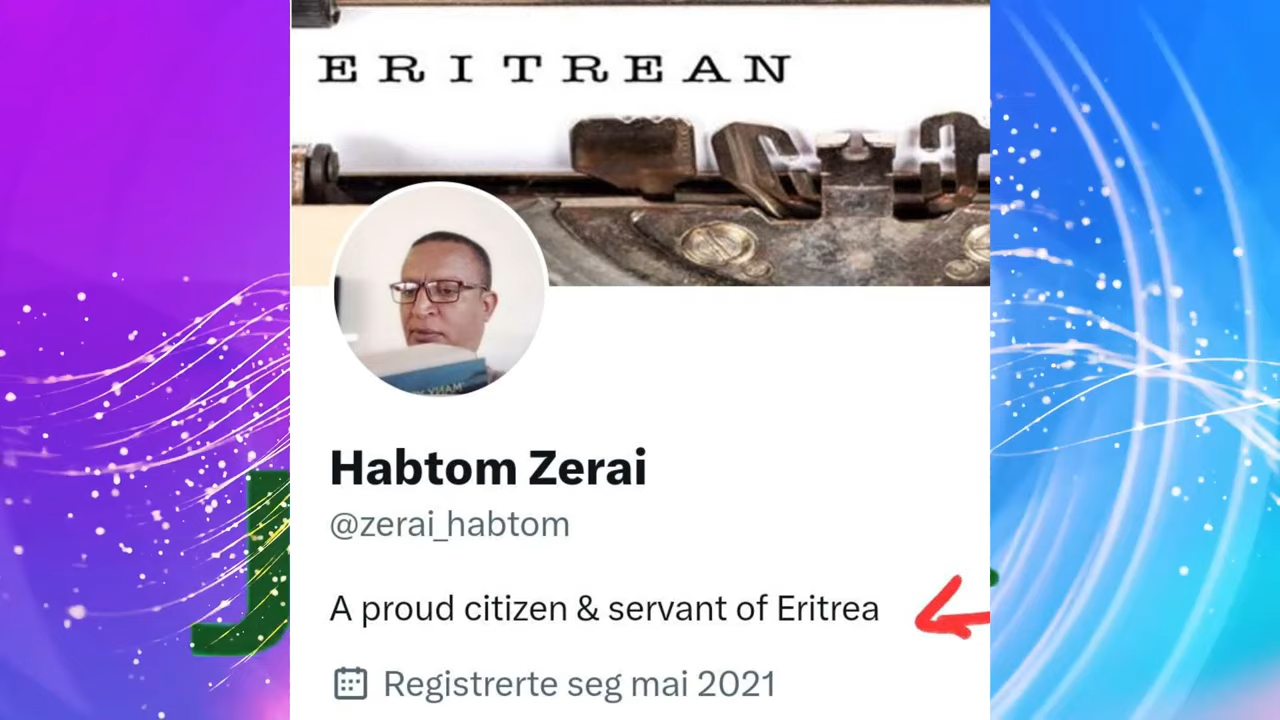 ERITREAN
Habtom Zerai
@zerai_habtom
A proud citizen & servant of Eritrea
Registrerte seg mai 2021